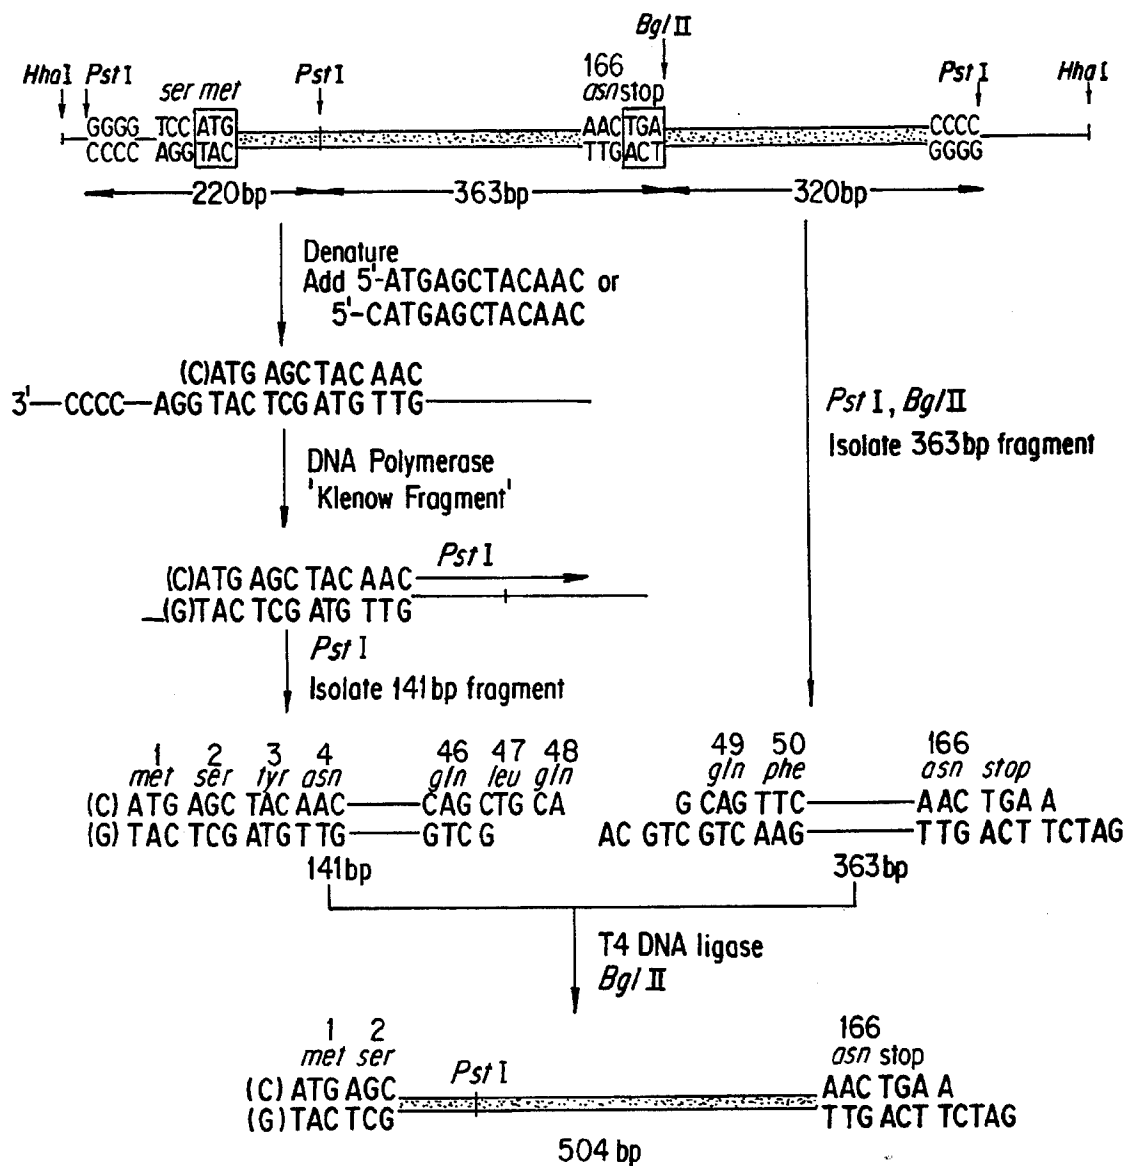 BglII
HhaI PstI PstI 166 PstI HhaI
ser met asn stop
GGGG TCC ATG AAC TGA CCCC
CCCC AGG TAC TTG ACT GGGG
220bp 363bp 320bp
Denature
Add 5'-ATGAGCTACAAC or
5'-CATGAGCTACAAC
(C)ATG AGC TAC AAC
3'—CCCC—AGG TAC TCG ATG TTG
DNA Polymerase
'Klenow Fragment'
PstI, BglII
Isolate 363bp fragment
PstI
(C)ATG AGC TAC AAC
(G)TAC TCG ATG TTG
PstI
Isolate 141bp fragment
1 2 3 4 46 47 48
met ser tyr asn gln leu gln
(C) ATG AGC TAC AAC CAG CTG CA
(G) TAC TCG ATG TTG GTC G
141bp
49 50 166
gln phe asn stop
G CAG TTC AAC TGA A
AC GTC GTC AAG TTG ACT TCTAG
363bp
T4 DNA ligase
BglII
1 2 166
met ser PstI asn stop
(C) ATG AGC AAC TGA A
(G) TAC TCG TTG ACT TCTAG
504 bp